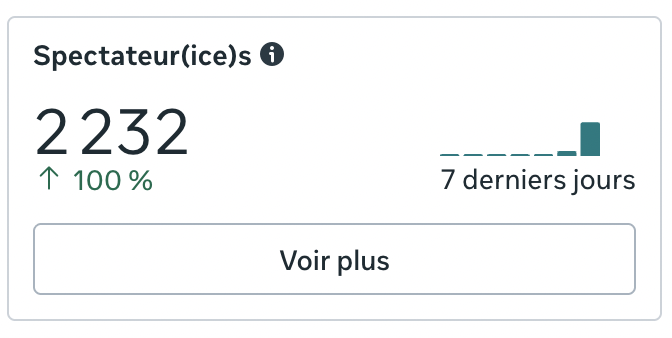 Spectateur(ice)s
2 232
↑ 100 %
7 derniers jours
Voir plus